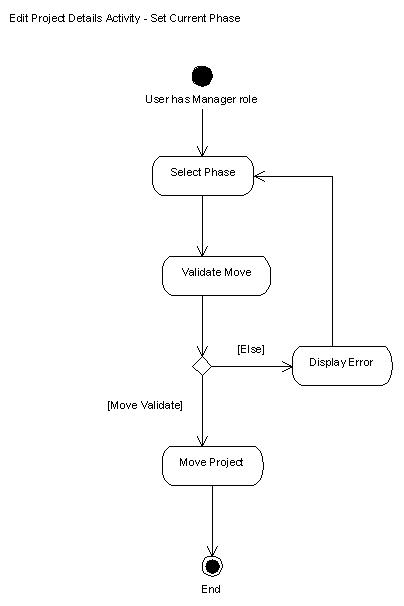 Edit Project Details Activity - Set Current Phase
User has Manager role
Select Phase
Validate Move
[Else]
Display Error
[Move Validate]
Move Project
End